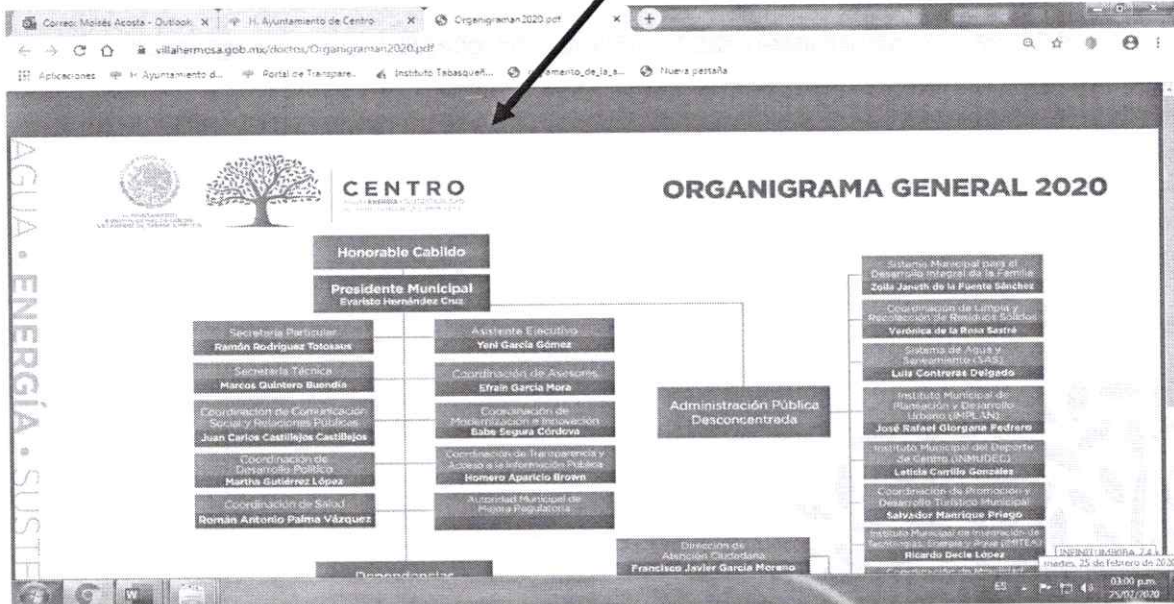 Correo: Moisés Acosta - Outlook
H. Ayuntamiento de Centro
Organigraman2020.pdf
villahermosa.gob.mx/doctos/Organigraman2020.pdf
Aplicaciones
H. Ayuntamiento d...
Portal de Transpare...
Instituto Tabasqueñ...
Nueva pestaña
AGUA • ENERGÍA • SUSTE
CENTRO
ORGANIGRAMA GENERAL 2020
Honorable Cabildo
Presidente Municipal
Evaristo Hernández Cruz
Secretaría Particular
Ramón Rodríguez Totosaus
Asistente Ejecutivo
Yeni García Gómez
Secretaría Técnica
Marcos Quintero Buendía
Coordinación de Asesores
Efraín García Mora
Coordinación de Comunicación
Social y Relaciones Públicas
Juan Carlos Castillejos Castillejos
Coordinación de
Modernización e Innovación
Babe Segura Córdova
Coordinación de
Desarrollo Político
Martha Gutiérrez López
Coordinación de Transparencia y
Acceso a la Información Pública
Homero Aparicio Brown
Coordinación de Salud
Román Antonio Palma Vázquez
Autoridad Municipal de
Mejora Regulatoria
Dependencias
Administración Pública
Desconcentrada
Dirección de
Atención Ciudadana
Francisco Javier García Moreno
Sistema Municipal para el
Desarrollo Integral de la Familia
Zoila Janeth de la Fuente Sánchez
Coordinación de Limpia y
Recolección de Residuos Sólidos
Verónica de la Rosa Sastré
Sistema de Agua y
Saneamiento (SAS)
Luis Contreras Delgado
Instituto Municipal de
Planeación y Desarrollo
Urbano (IMPLAN)
José Rafael Giorgana Pedrero
Instituto Municipal del Deporte
de Centro (INMUDEC)
Leticia Carrillo González
Coordinación de Promoción y
Desarrollo Turístico Municipal
Salvador Manrique Priego
Instituto Municipal de Integración de
Tecnologías, Energía y Agua (IMITEA)
Ricardo Decle López
martes, 25 de febrero de 2020
ES
03:00 p.m.
25/02/2020